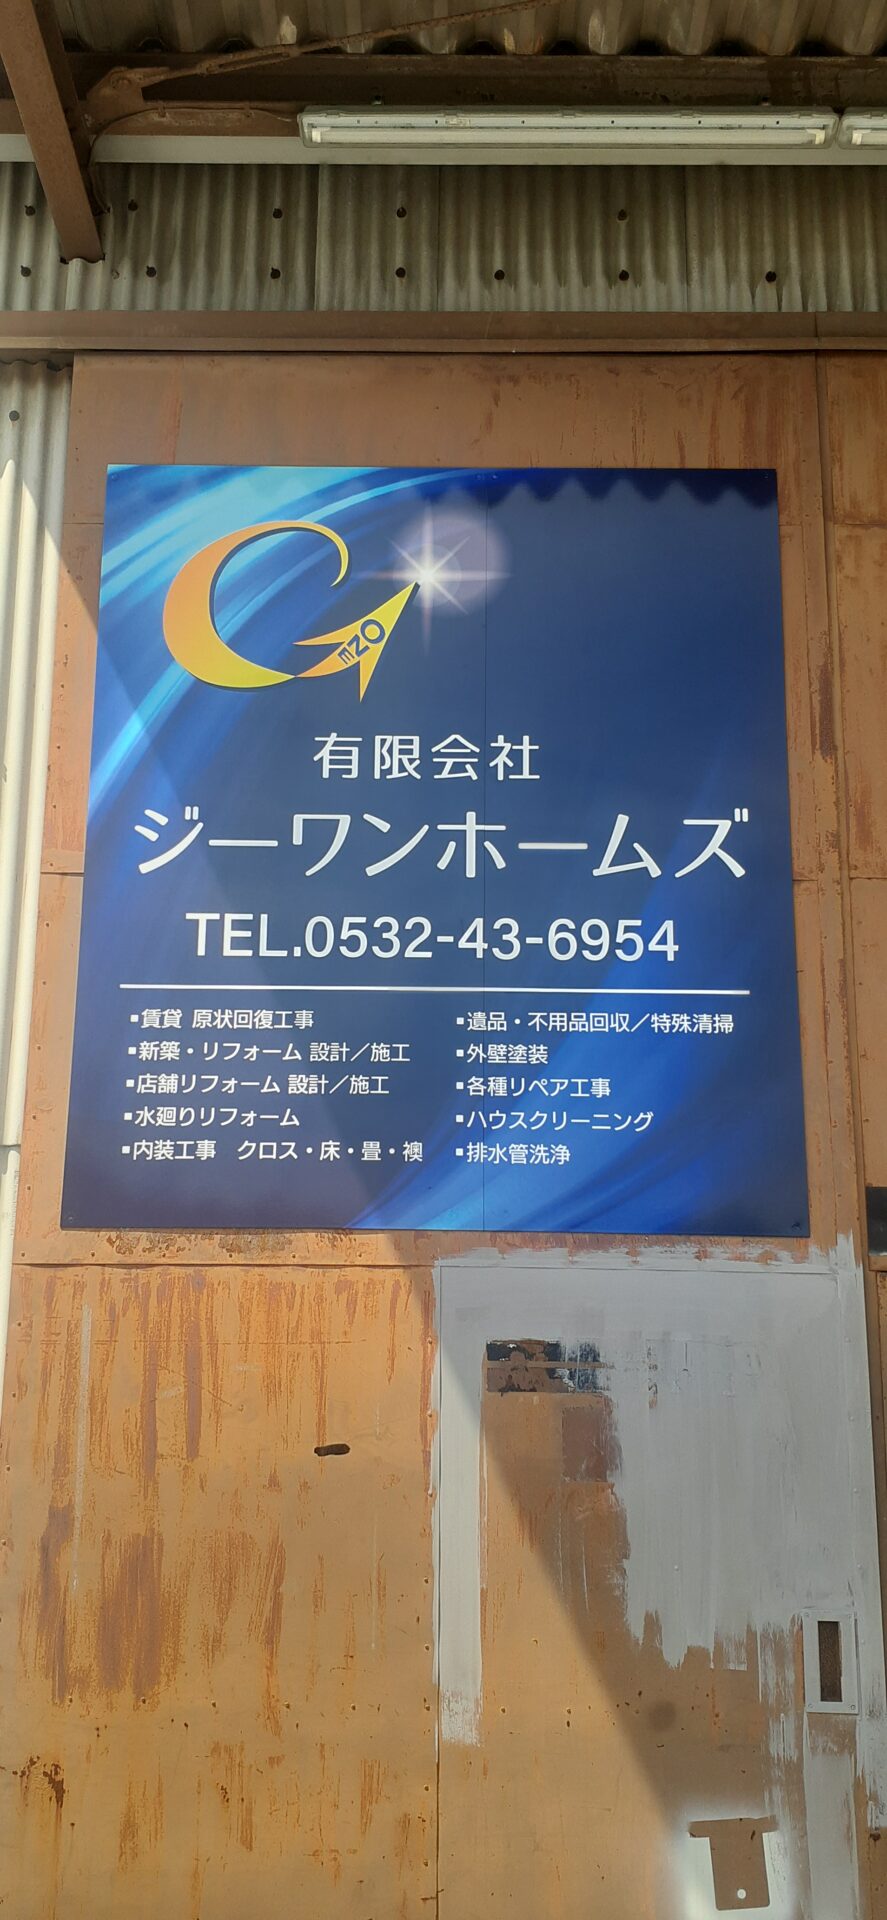 G
ONE
有限会社
ジーワンホームズ
TEL.0532-43-6954
▪賃貸 原状回復工事
▪新築・リフォーム 設計／施工
▪店舗リフォーム 設計／施工
▪水廻りリフォーム
▪内装工事　クロス・床・畳・襖
▪遺品・不用品回収／特殊清掃
▪外壁塗装
▪各種リペア工事
▪ハウスクリーニング
▪排水管洗浄